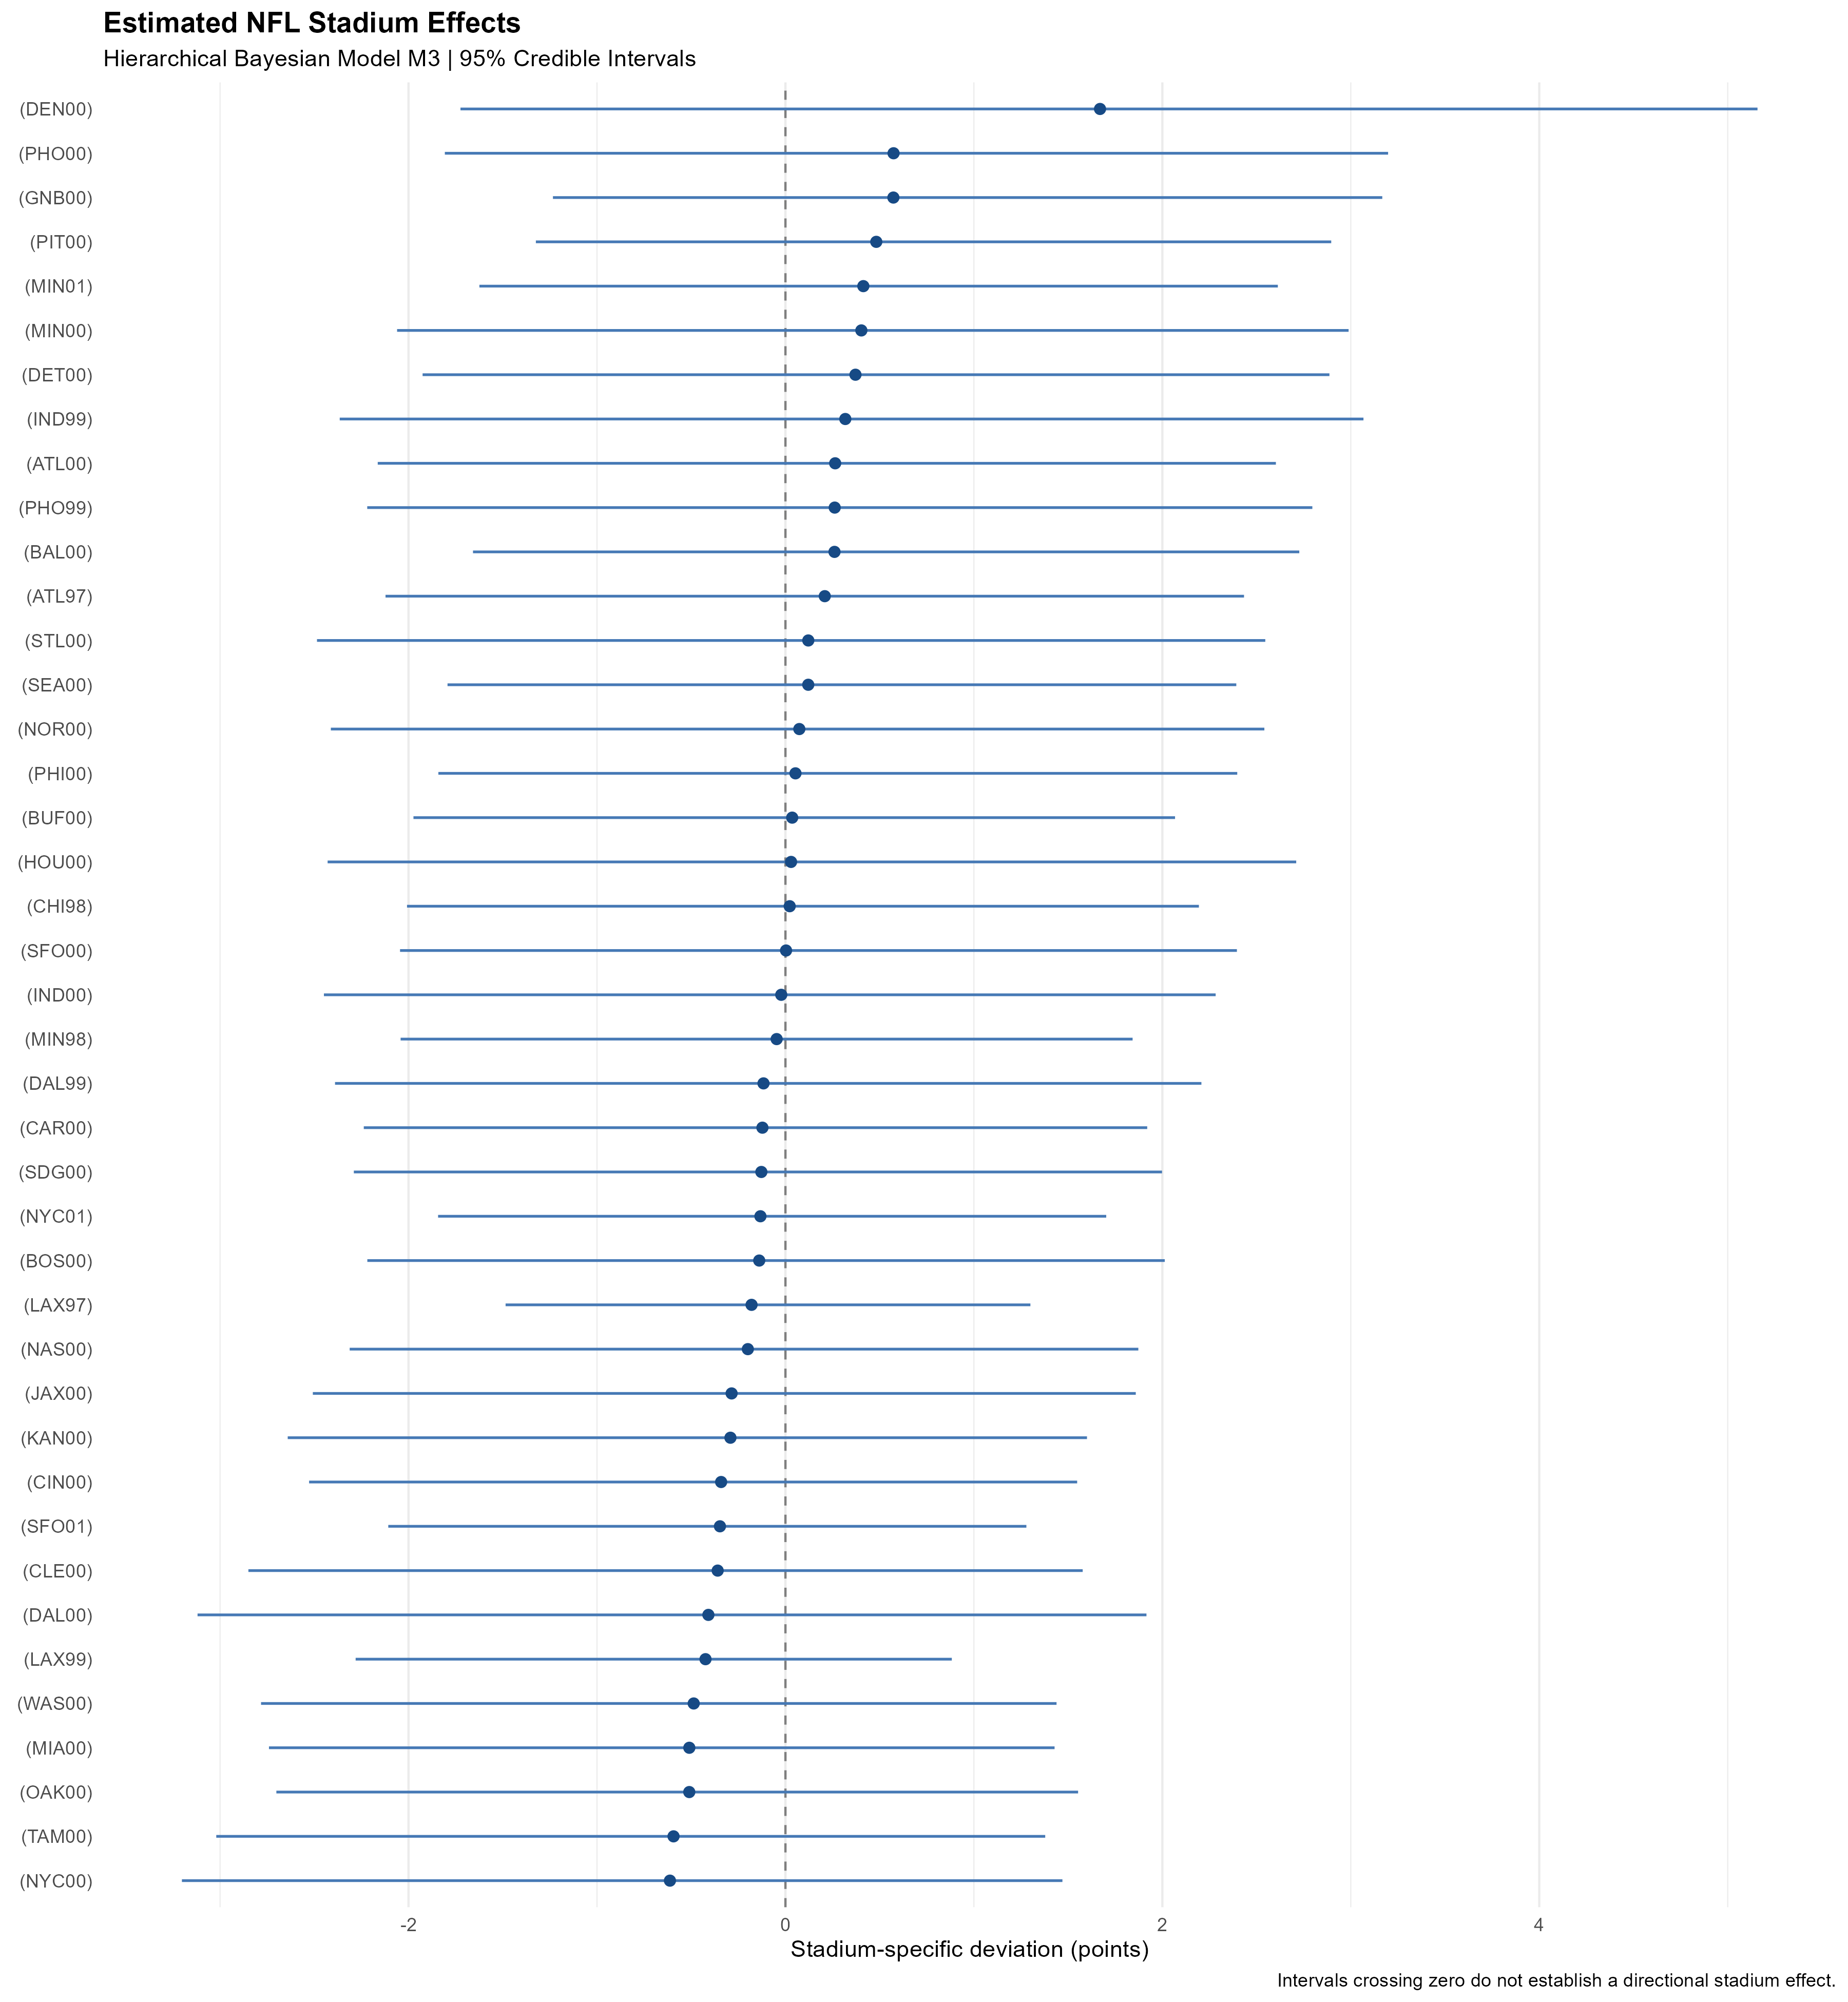 Estimated NFL Stadium Effects
Hierarchical Bayesian Model M3 | 95% Credible Intervals
(DEN00)
(PHO00)
(GNB00)
(PIT00)
(MIN01)
(MIN00)
(DET00)
(IND99)
(ATL00)
(PHO99)
(BAL00)
(ATL97)
(STL00)
(SEA00)
(NOR00)
(PHI00)
(BUF00)
(HOU00)
(CHI98)
(SFO00)
(IND00)
(MIN98)
(DAL99)
(CAR00)
(SDG00)
(NYC01)
(BOS00)
(LAX97)
(NAS00)
(JAX00)
(KAN00)
(CIN00)
(SFO01)
(CLE00)
(DAL00)
(LAX99)
(WAS00)
(MIA00)
(OAK00)
(TAM00)
(NYC00)
-2 0 2 4
Stadium-specific deviation (points)
Intervals crossing zero do not establish a directional stadium effect.